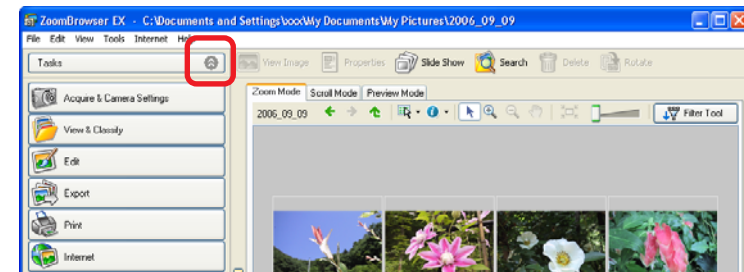 ZoomBrowser EX - C:\Documents and Settings\xxx\My Documents\My Pictures\2006_09_09
File Edit View Tools Internet Help
Tasks
View Image Properties Slide Show Search Delete Rotate
Acquire & Camera Settings
Zoom Mode Scroll Mode Preview Mode
2006_09_09 Filter Tool
View & Classify
Edit
Export
Print
Internet